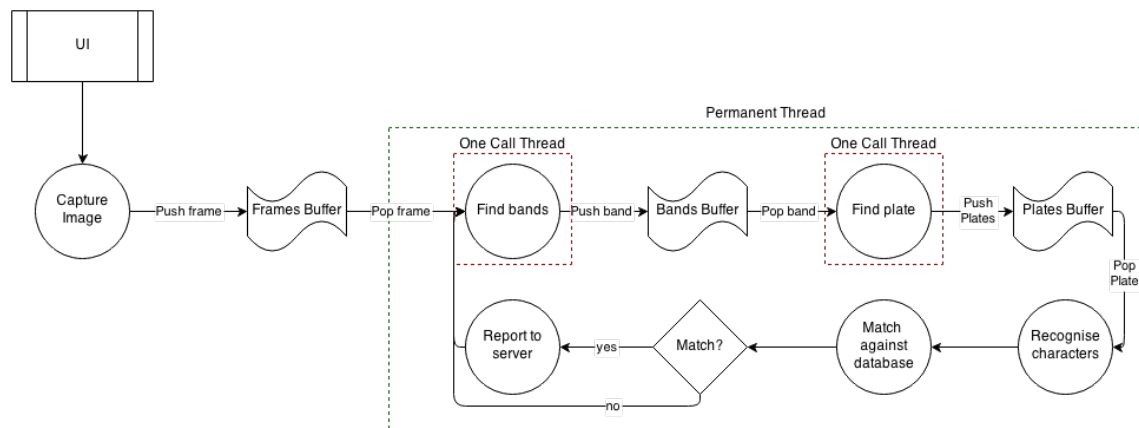 UI
Permanent Thread
One Call Thread
One Call Thread
Capture
Image
Push frame
Frames Buffer
Pop frame
Find bands
Push band
Bands Buffer
Pop band
Find plate
Push
Plates
Plates Buffer
Pop
Plate
Report to
server
yes
Match?
Match
against
database
Recognise
characters
no